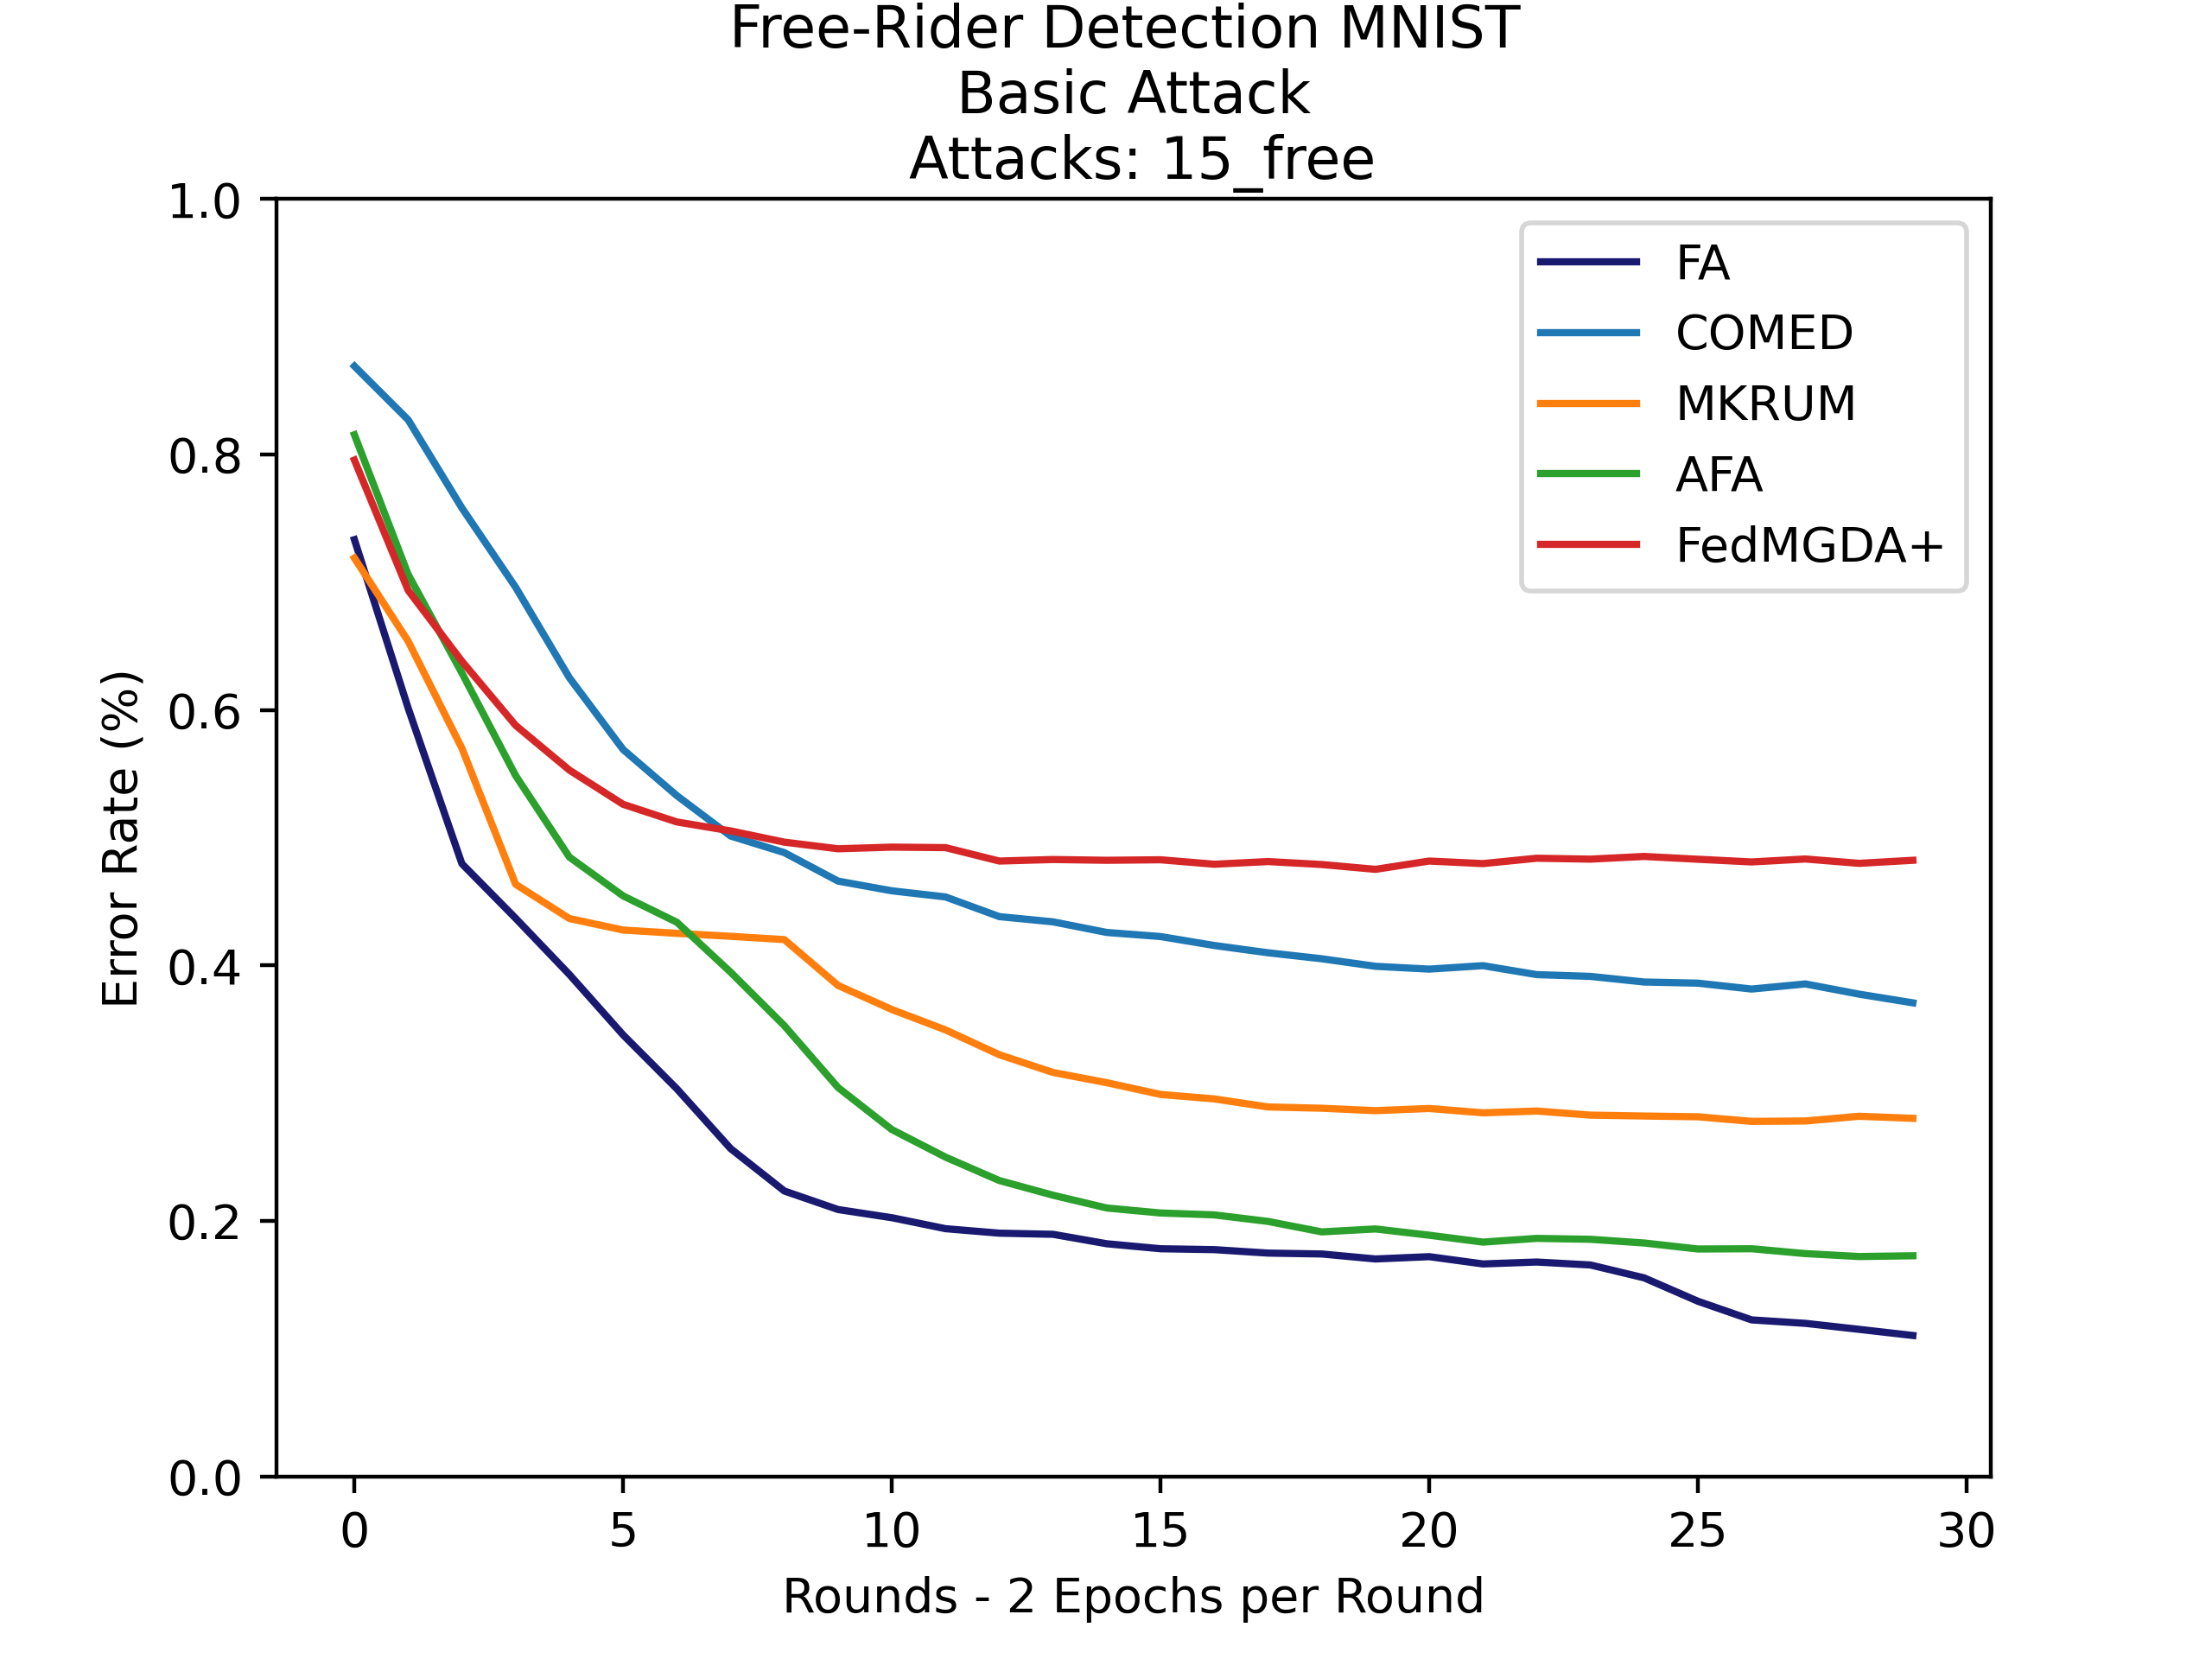 Free-Rider Detection MNIST
Basic Attack
Attacks: 15_free
1.0
0.8
0.6
0.4
0.2
0.0
Error Rate (%)
FA
COMED
MKRUM
AFA
FedMGDA+
0 5 10 15 20 25 30
Rounds - 2 Epochs per Round